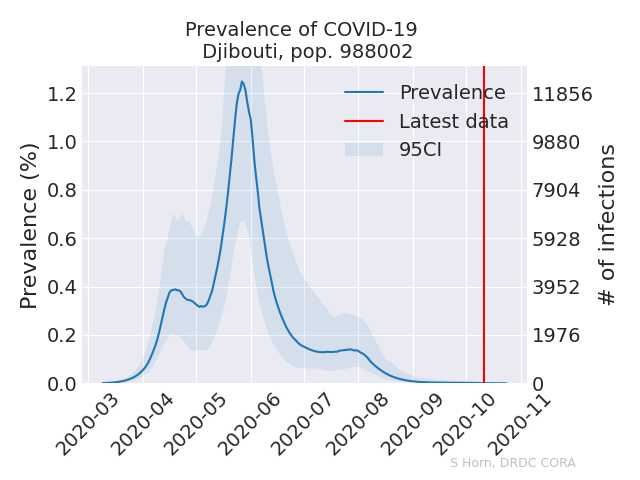 Prevalence of COVID-19
Djibouti, pop. 988002
Prevalence
Latest data
95CI
Prevalence (%)
1.2
1.0
0.8
0.6
0.4
0.2
0.0
11856
9880
7904
5928
3952
1976
0
# of infections
2020-03
2020-04
2020-05
2020-06
2020-07
2020-08
2020-09
2020-10
2020-11
S Horn, DRDC CORA